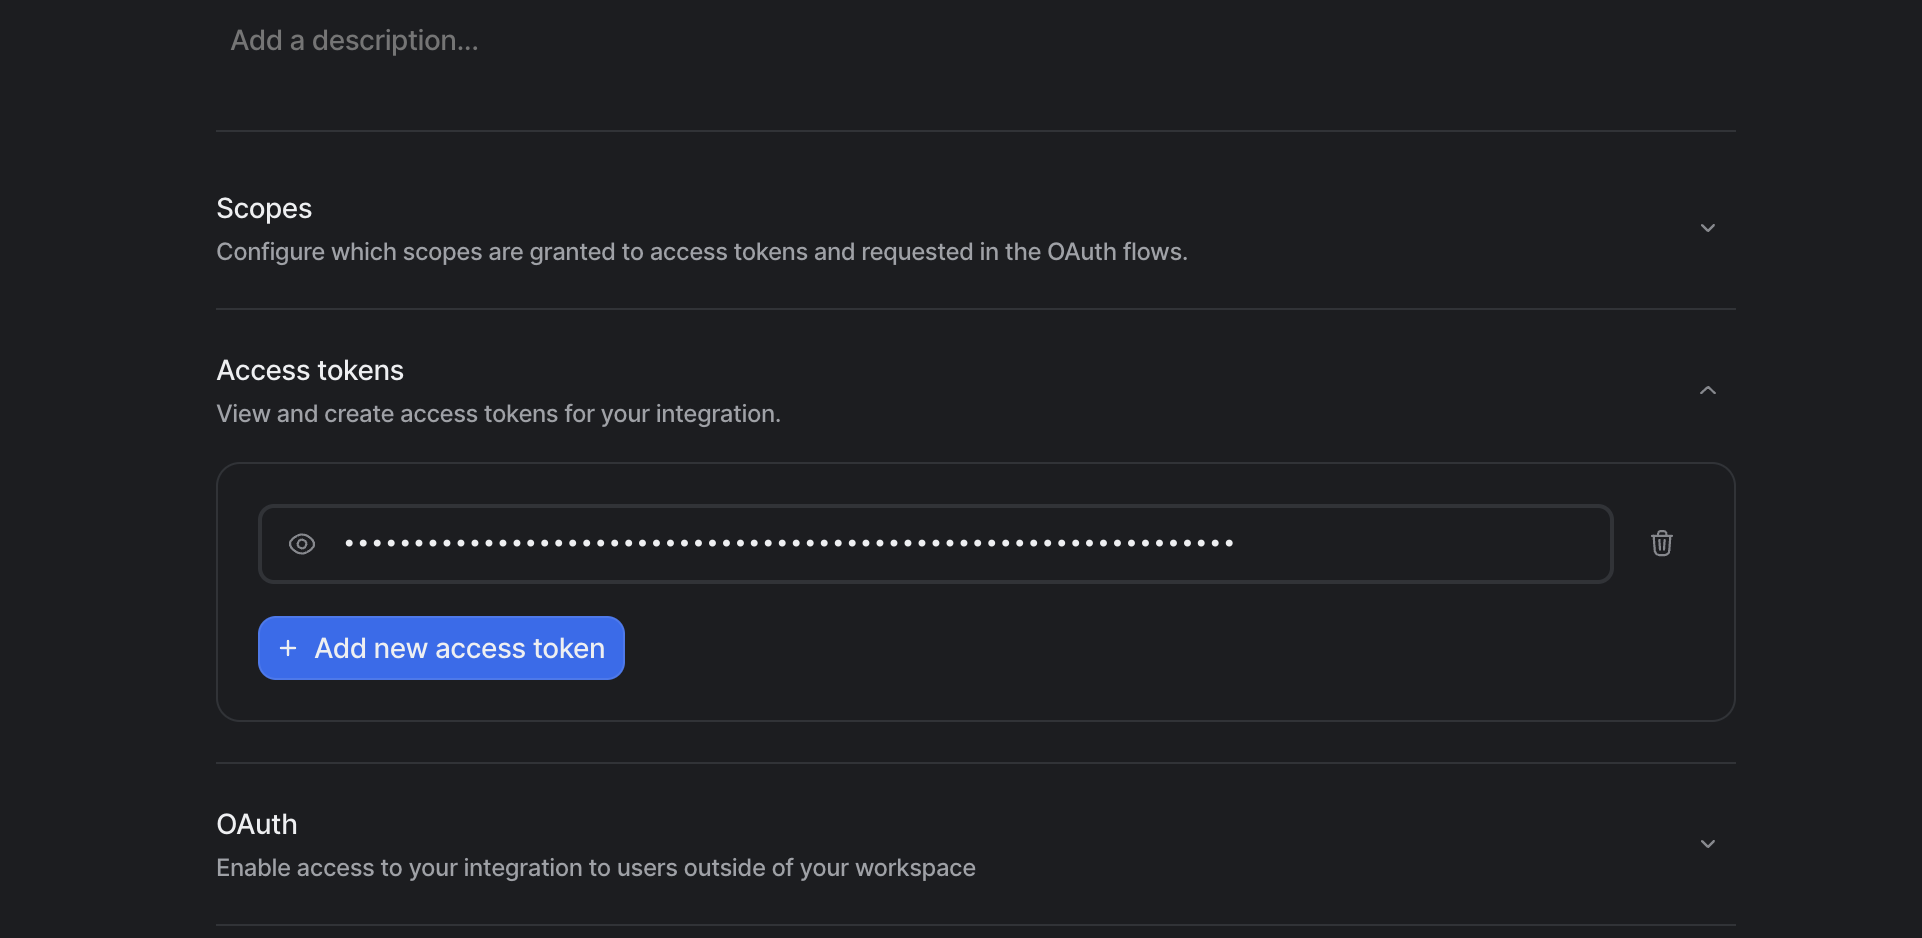 Add a description...
Scopes
Configure which scopes are granted to access tokens and requested in the OAuth flows.
Access tokens
View and create access tokens for your integration.
••••••••••••••••••••••••••••••••••••••••••••••••••••••••••••••••
+ Add new access token
OAuth
Enable access to your integration to users outside of your workspace